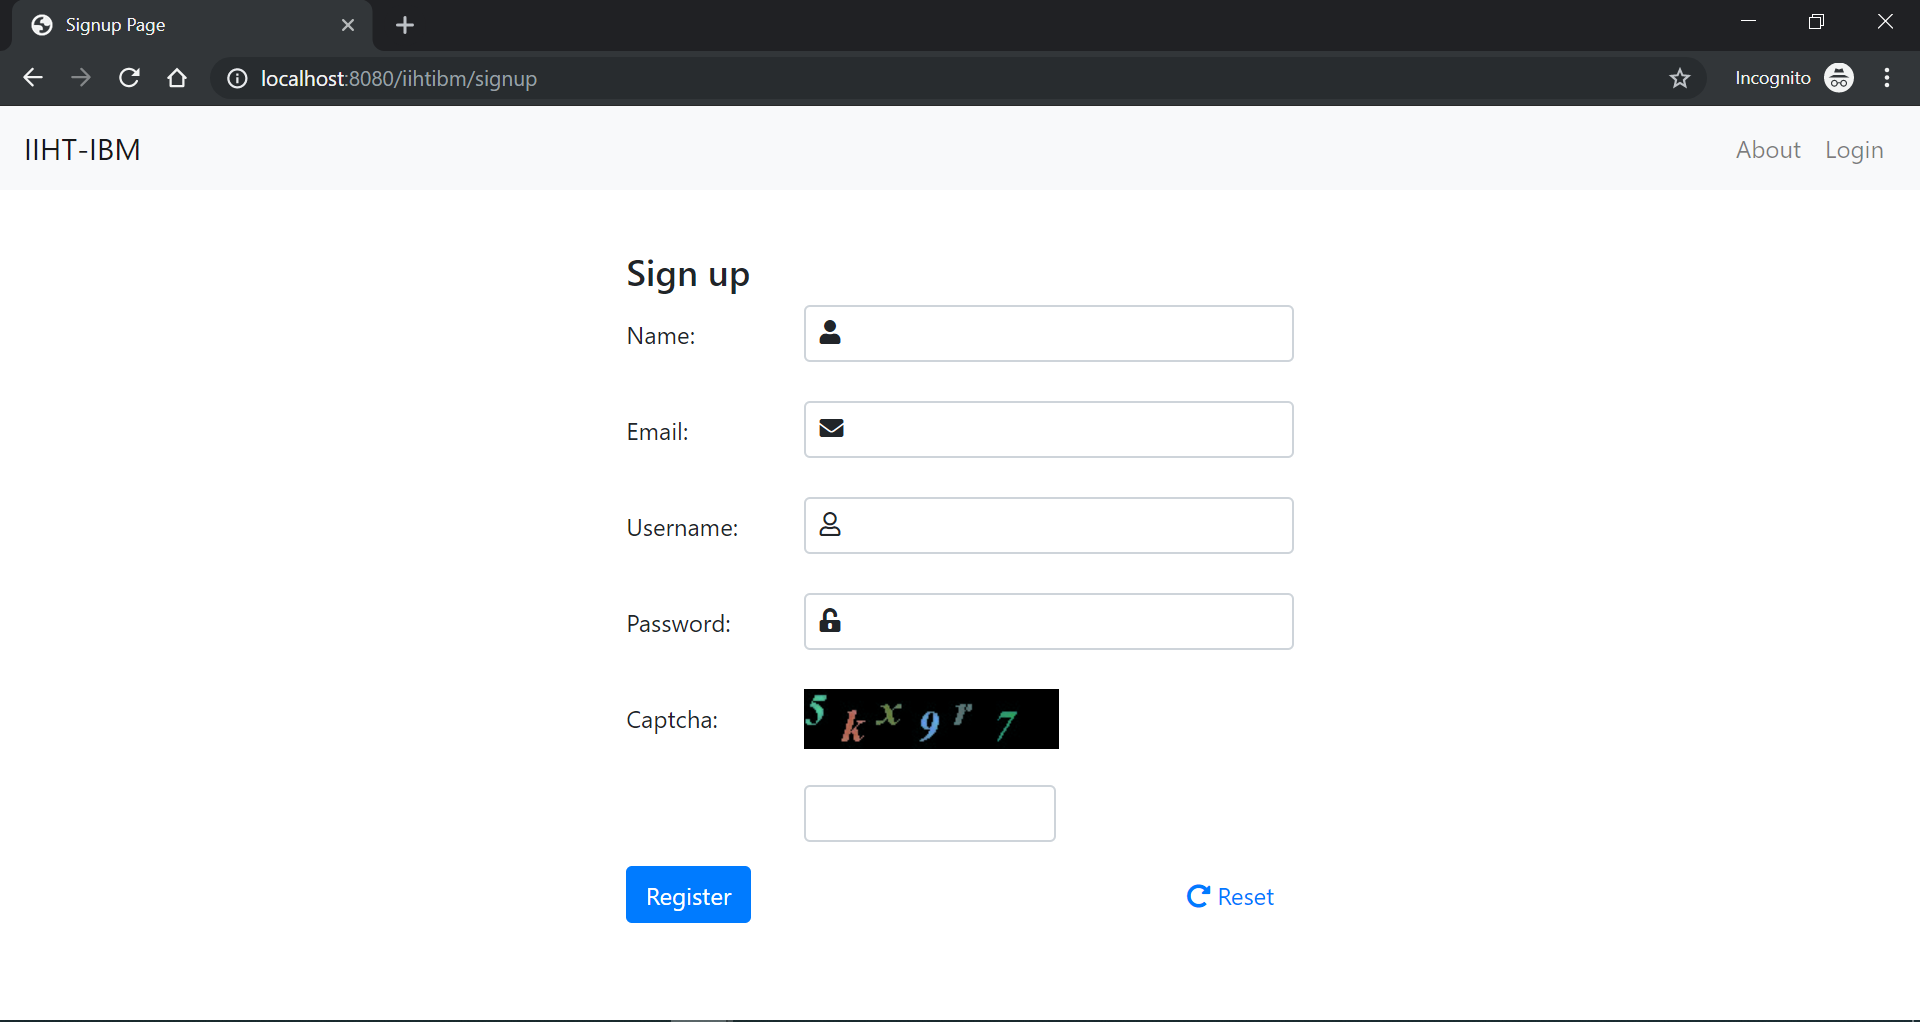 Signup Page
localhost:8080/iihtibm/signup
Incognito
IIHT-IBM
About Login
Sign up
Name:
Email:
Username:
Password:
Captcha: 5 k x 9 r 7
Register
Reset